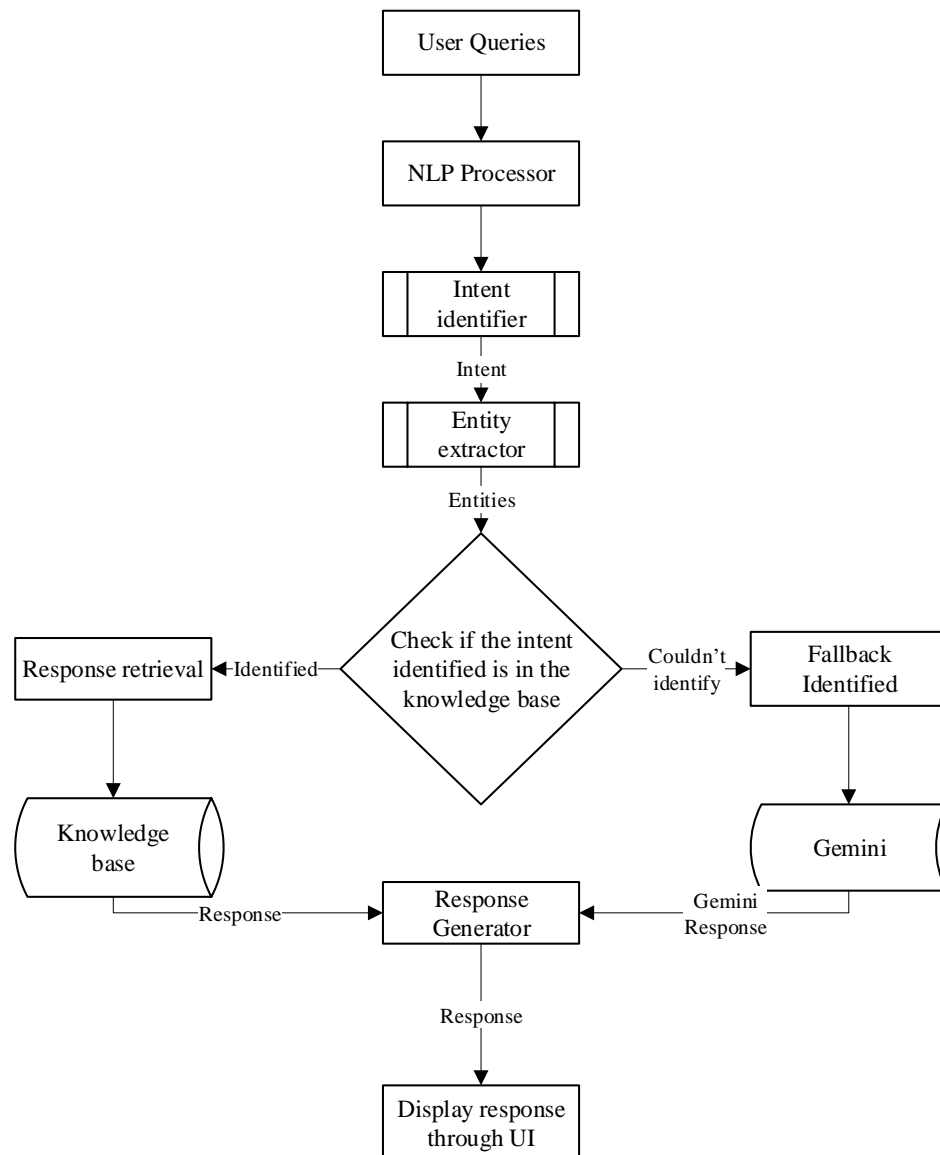 User Queries
NLP Processor
Intent
identifier
Intent
Entity
extractor
Entities
Check if the intent
identified is in the
knowledge base
Identified
Response retrieval
Couldn’t
identify
Fallback
Identified
Knowledge
base
Gemini
Response
Response
Generator
Gemini
Response
Response
Display response
through UI